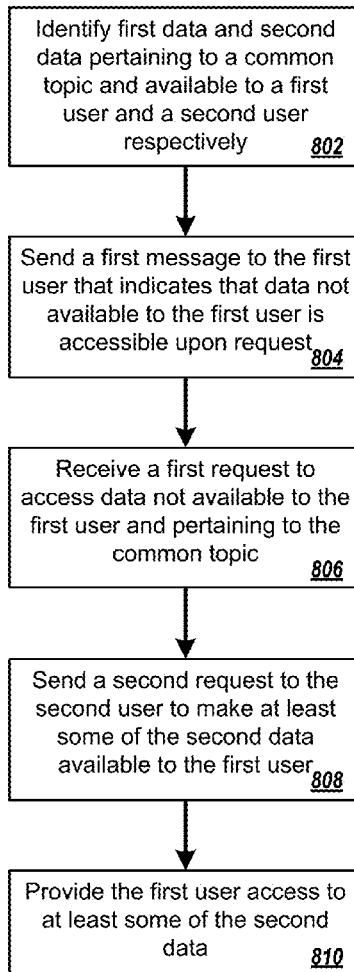 Identify first data and second
data pertaining to a common
topic and available to a first
user and a second user
respectively
802
Send a first message to the first
user that indicates that data not
available to the first user is
accessible upon request
804
Receive a first request to
access data not available to the
first user and pertaining to the
common topic
806
Send a second request to the
second user to make at least
some of the second data
available to the first user
808
Provide the first user access to
at least some of the second
data
810